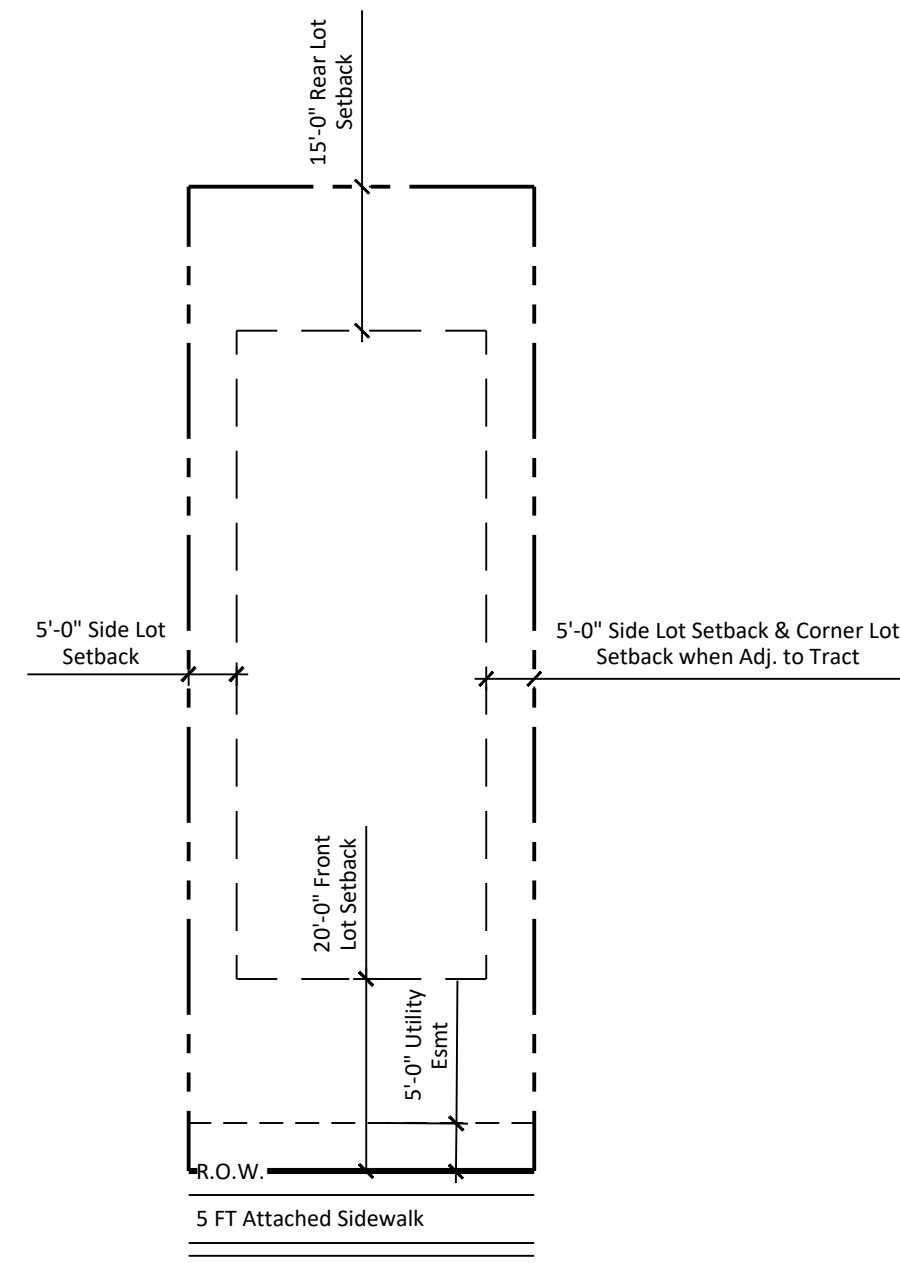 15'-0" Rear Lot
Setback
5'-0" Side Lot
Setback
5'-0" Side Lot Setback & Corner Lot
Setback when Adj. to Tract
20'-0" Front
Lot Setback
5'-0" Utility
Esmt
R.O.W.
5 FT Attached Sidewalk